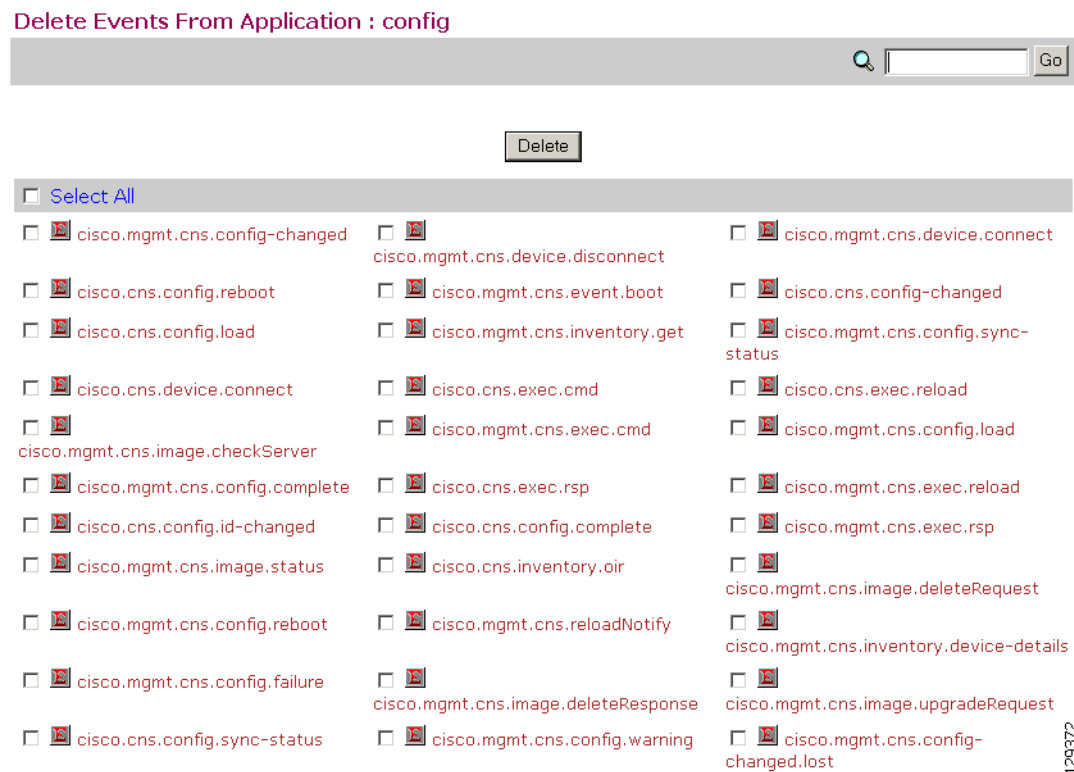 Delete Events From Application : config
Go
Delete
Select All
cisco.mgmt.cns.config-changed
cisco.mgmt.cns.device.disconnect
cisco.mgmt.cns.device.connect
cisco.cns.config.reboot
cisco.mgmt.cns.event.boot
cisco.cns.config-changed
cisco.cns.config.load
cisco.mgmt.cns.inventory.get
cisco.mgmt.cns.config.sync-
status
cisco.cns.device.connect
cisco.cns.exec.cmd
cisco.cns.exec.reload
cisco.mgmt.cns.image.checkServer
cisco.mgmt.cns.exec.cmd
cisco.mgmt.cns.config.load
cisco.mgmt.cns.config.complete
cisco.cns.exec.rsp
cisco.mgmt.cns.exec.reload
cisco.cns.config.id-changed
cisco.cns.config.complete
cisco.mgmt.cns.exec.rsp
cisco.mgmt.cns.image.status
cisco.cns.inventory.oir
cisco.mgmt.cns.image.deleteRequest
cisco.mgmt.cns.config.reboot
cisco.mgmt.cns.reloadNotify
cisco.mgmt.cns.inventory.device-details
cisco.mgmt.cns.config.failure
cisco.mgmt.cns.image.deleteResponse
cisco.mgmt.cns.image.upgradeRequest
cisco.cns.config.sync-status
cisco.mgmt.cns.config.warning
cisco.mgmt.cns.config-
changed.lost
129372